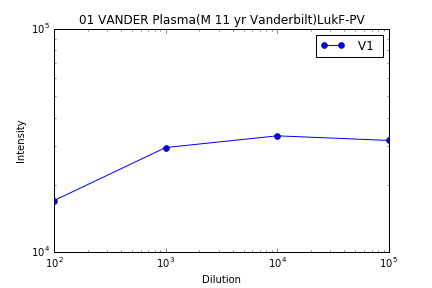 01 VANDER Plasma(M 11 yr Vanderbilt)LukF-PV
10^5
V1
Intensity
10^4
10^2 10^3 10^4 10^5
Dilution